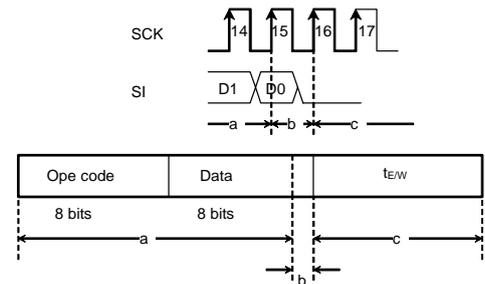 SCK 14 15 16 17
SI D1 D0
a b c
Ope code Data tE/W
8 bits 8 bits
a c
b